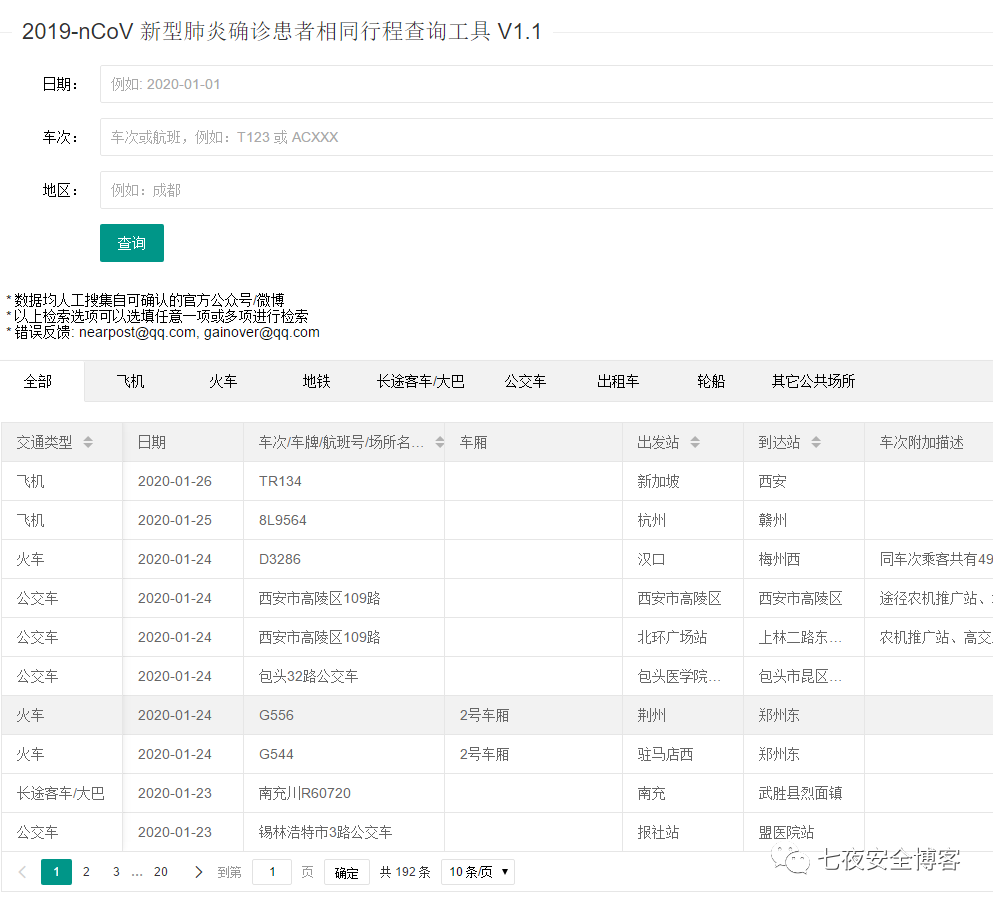 2019-nCoV 新型肺炎确诊患者相同行程查询工具 V1.1
日期： 例如: 2020-01-01
车次： 车次或航班，例如：T123 或 ACXXX
地区： 例如：成都
查询
* 数据均人工搜集自可确认的官方公众号/微博
* 以上检索选项可以选填任意一项或多项进行检索
* 错误反馈: nearpost@qq.com, gainover@qq.com
全部 飞机 火车 地铁 长途客车/大巴 公交车 出租车 轮船 其它公共场所
交通类型 日期 车次/车牌/航班号/场所名... 车厢 出发站 到达站 车次附加描述
飞机 2020-01-26 TR134 新加坡 西安
飞机 2020-01-25 8L9564 杭州 赣州
火车 2020-01-24 D3286 汉口 梅州西 同车次乘客共有49
公交车 2020-01-24 西安市高陵区109路 西安市高陵区 西安市高陵区 途径农机推广站、
公交车 2020-01-24 西安市高陵区109路 北环广场站 上林二路东... 农机推广站、高交
公交车 2020-01-24 包头32路公交车 包头医学院... 包头市昆区...
火车 2020-01-24 G556 2号车厢 荆州 郑州东
火车 2020-01-24 G544 2号车厢 驻马店西 郑州东
长途客车/大巴 2020-01-23 南充川R60720 南充 武胜县烈面镇
公交车 2020-01-23 锡林浩特市3路公交车 报社站 盟医院站
1 2 3 ... 20 到第 1 页 确定 共 192 条 10 条/页
七夜安全博客